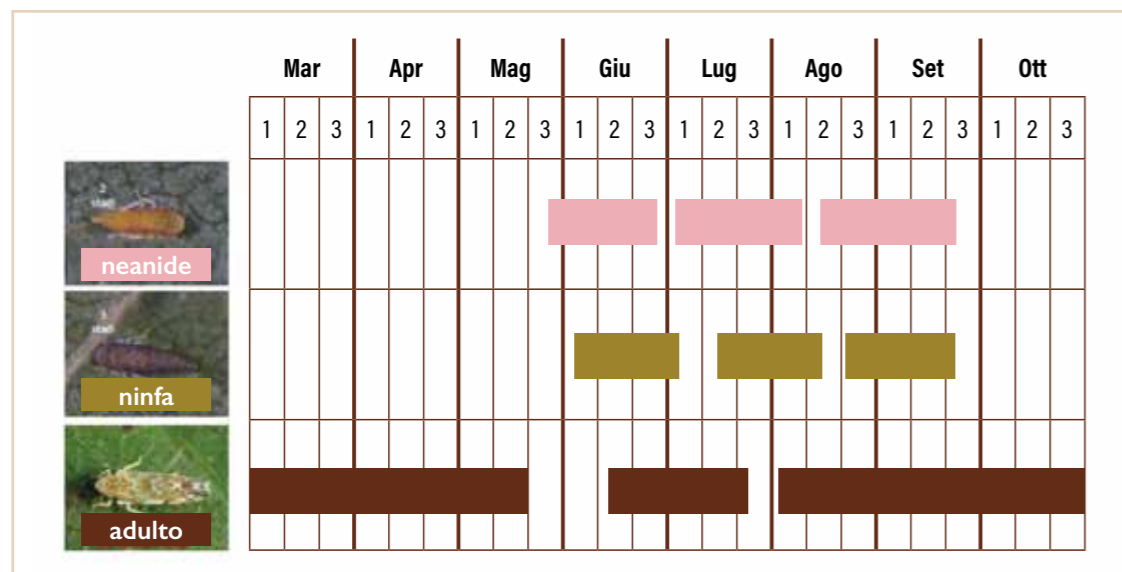 Mar Apr Mag Giu Lug Ago Set Ott
1 2 3 1 2 3 1 2 3 1 2 3 1 2 3 1 2 3 1 2 3 1 2 3
neanide
ninfa
adulto